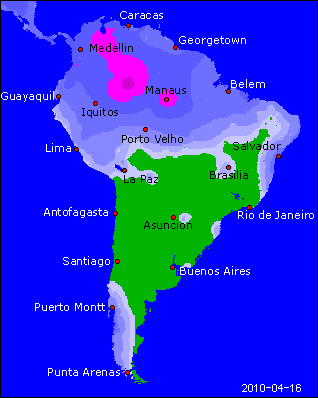 Caracas
Georgetown
Medellin
Manaus
Belem
Guayaquil
Iquitos
Porto Velho
Lima
Salvador
La Paz
Brasilia
Antofagasta
Rio de Janeiro
Asuncion
Santiago
Buenos Aires
Puerto Montt
Punta Arenas
2010-04-16